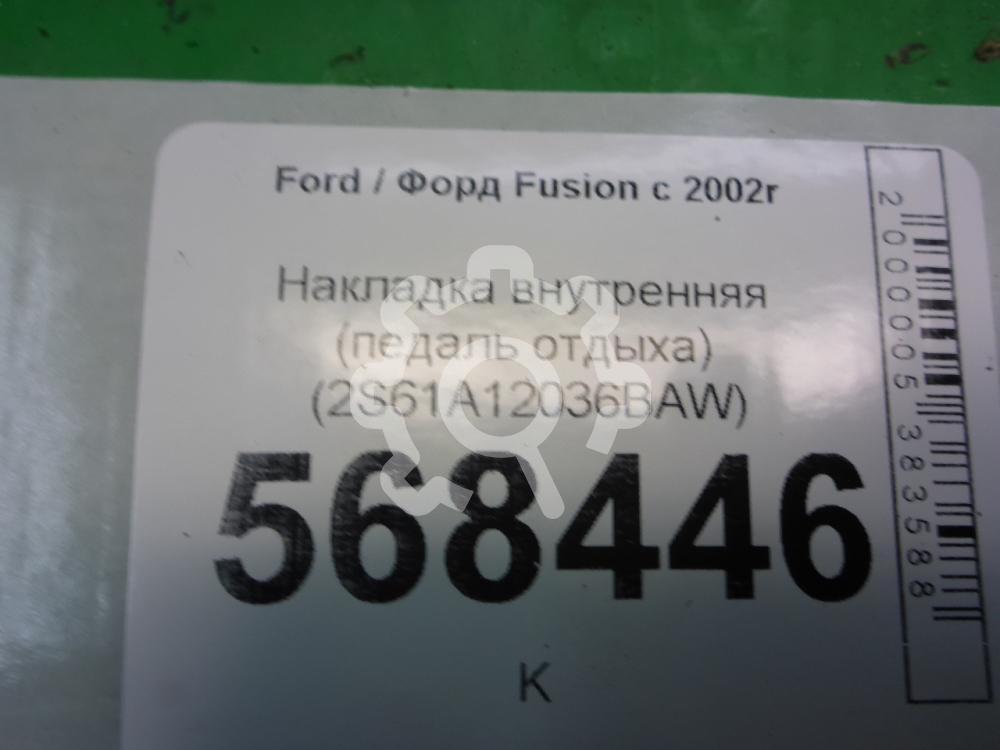 Ford / Форд Fusion с 2002г
Накладка внутренняя
(педаль отдыха)
(2S61A12036BAW)
568446
К
2000005383588